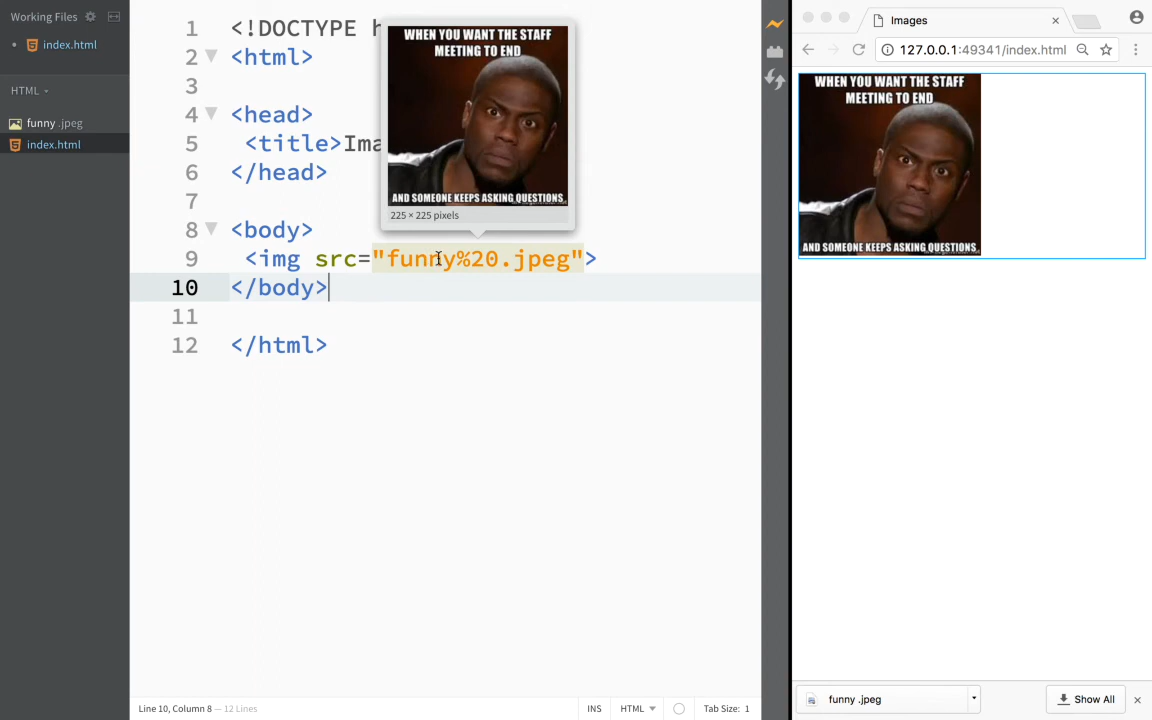 Working Files
index.html
HTML
funny .jpeg
index.html
1 <!DOCTYPE h
2 <html>
3
4 <head>
5 <title>Ima
6 </head>
7
8 <body>
9 <img src="funny%20.jpeg">
10 </body>
11
12 </html>
WHEN YOU WANT THE STAFF
MEETING TO END
AND SOMEONE KEEPS ASKING QUESTIONS
225 × 225 pixels
Line 10, Column 8 — 12 Lines
INS
HTML
Tab Size: 1
Images
127.0.0.1:49341/index.html
WHEN YOU WANT THE STAFF
MEETING TO END
AND SOMEONE KEEPS ASKING QUESTIONS
funny .jpeg
Show All